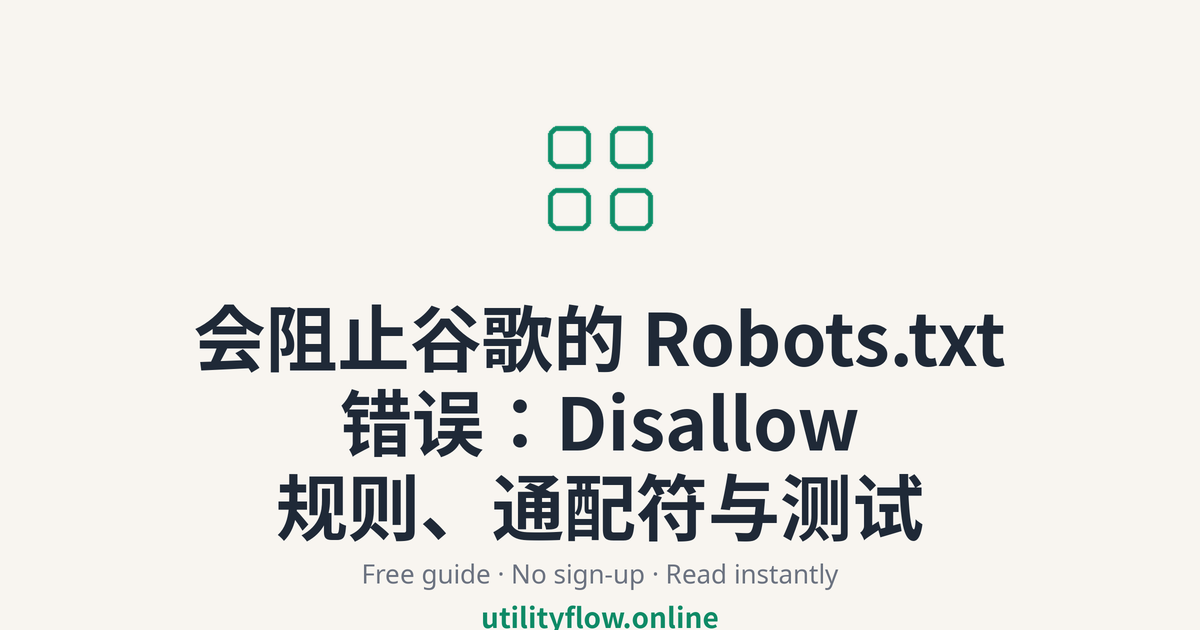 会阻止谷歌的 Robots.txt
错误：Disallow
规则、通配符与测试
Free guide · No sign-up · Read instantly
utilityflow.online